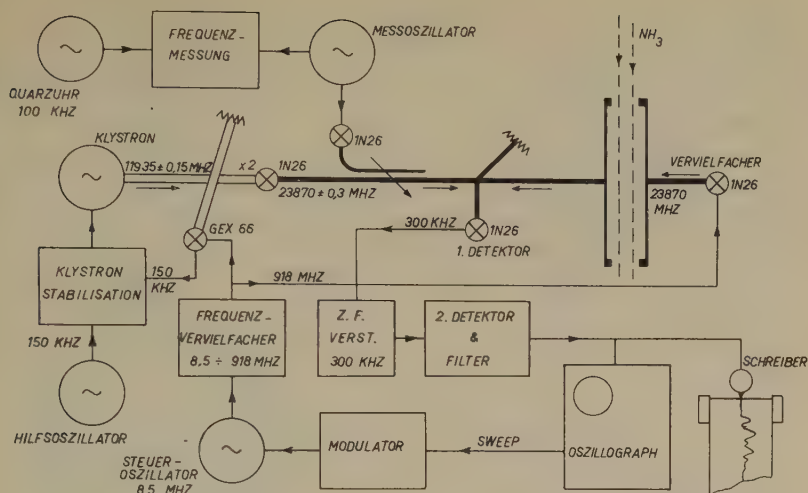 FREQUENZ-
MESSUNG
MESSOSZILLATOR
NH3
QUARZUHR
100 KHZ
KLYSTRON
11935 ± 0,15 MHZ
x2
1N26
1N26
23870 ± 0,3 MHZ
VERVIELFACHER
23870
MHZ
1N26
GEX 66
300 KHZ
1N26
1. DETEKTOR
KLYSTRON
STABILISATION
150
KHZ
918 MHZ
150 KHZ
FREQUENZ-
VERVIELFACHER
8,5 ÷ 918 MHZ
Z. F.
VERST.
300 KHZ
2. DETEKTOR
&
FILTER
SCHREIBER
HILFSOSZILLATOR
STEUER-
OSZILLATOR
8,5 MHZ
MODULATOR
SWEEP
OSZILLOGRAPH